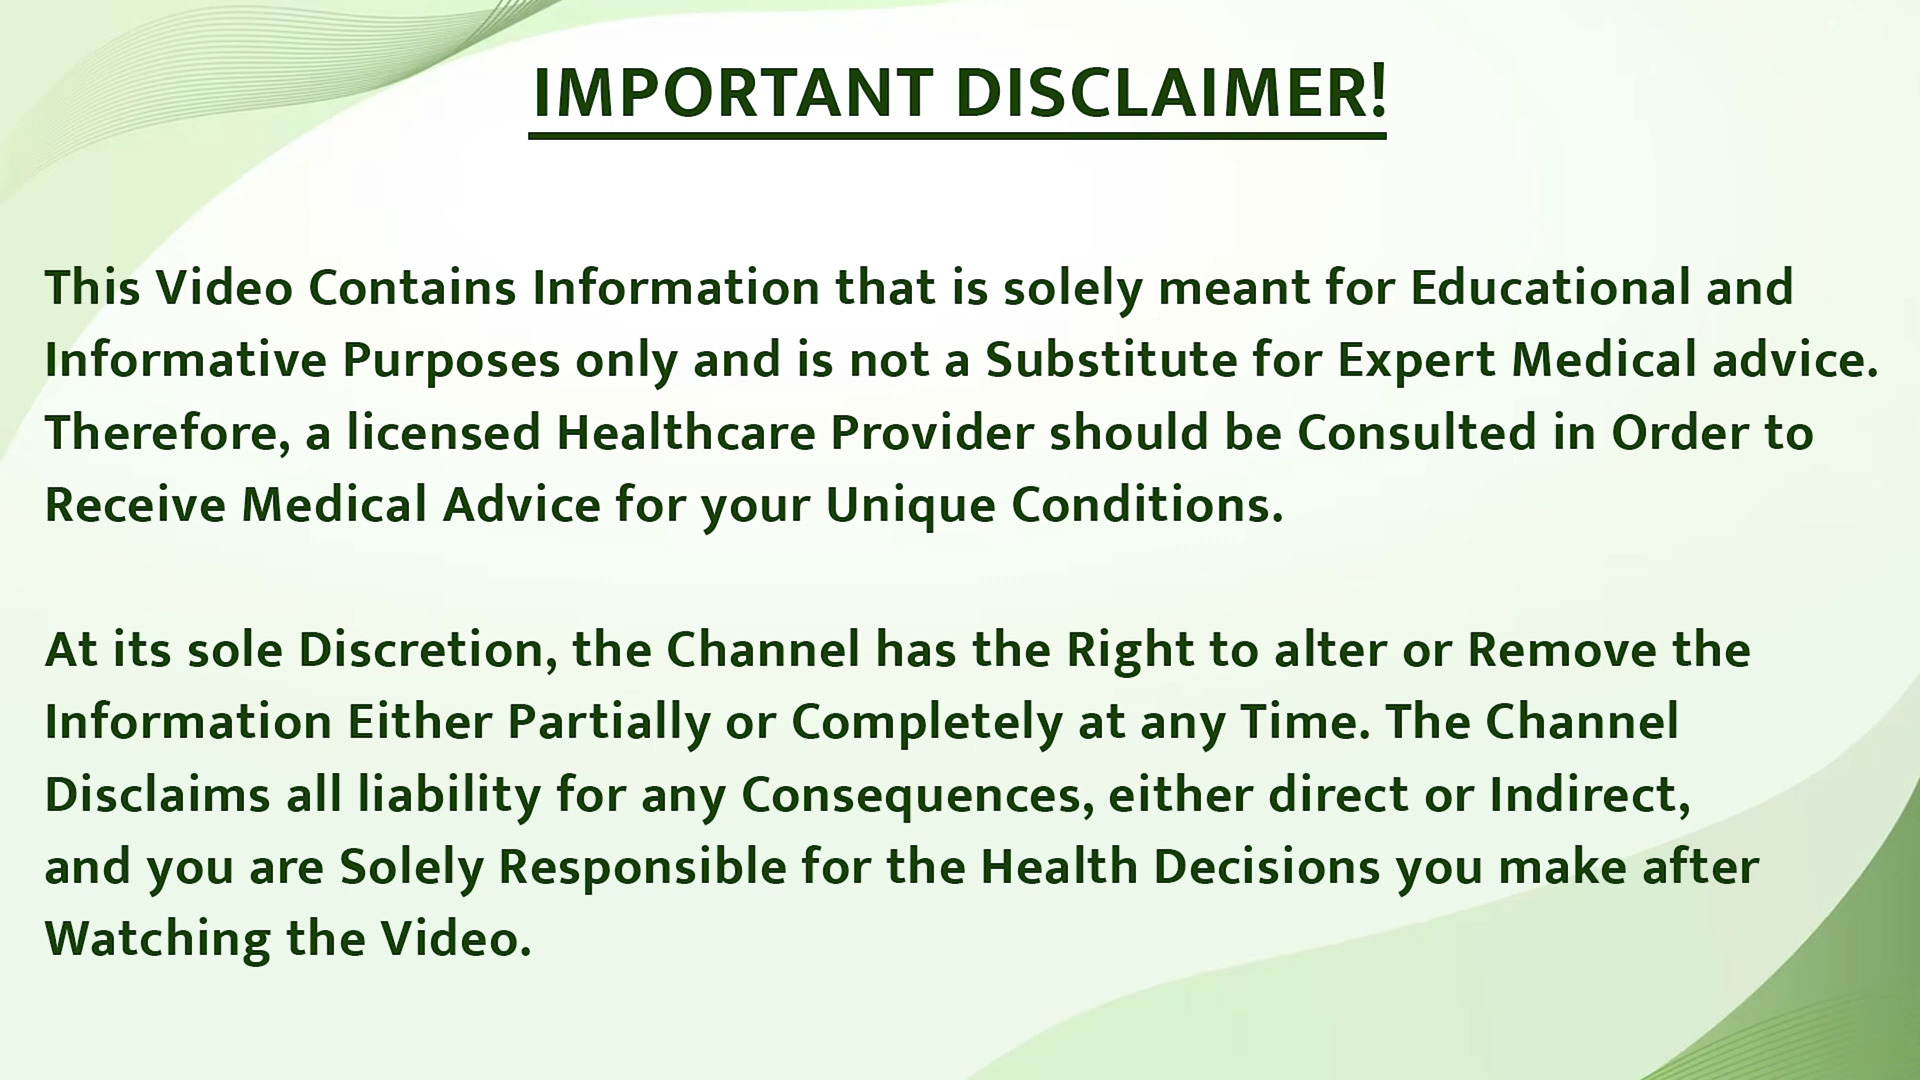 IMPORTANT DISCLAIMER!
This Video Contains Information that is solely meant for Educational and
Informative Purposes only and is not a Substitute for Expert Medical advice.
Therefore, a licensed Healthcare Provider should be Consulted in Order to
Receive Medical Advice for your Unique Conditions.
At its sole Discretion, the Channel has the Right to alter or Remove the
Information Either Partially or Completely at any Time. The Channel
Disclaims all liability for any Consequences, either direct or Indirect,
and you are Solely Responsible for the Health Decisions you make after
Watching the Video.